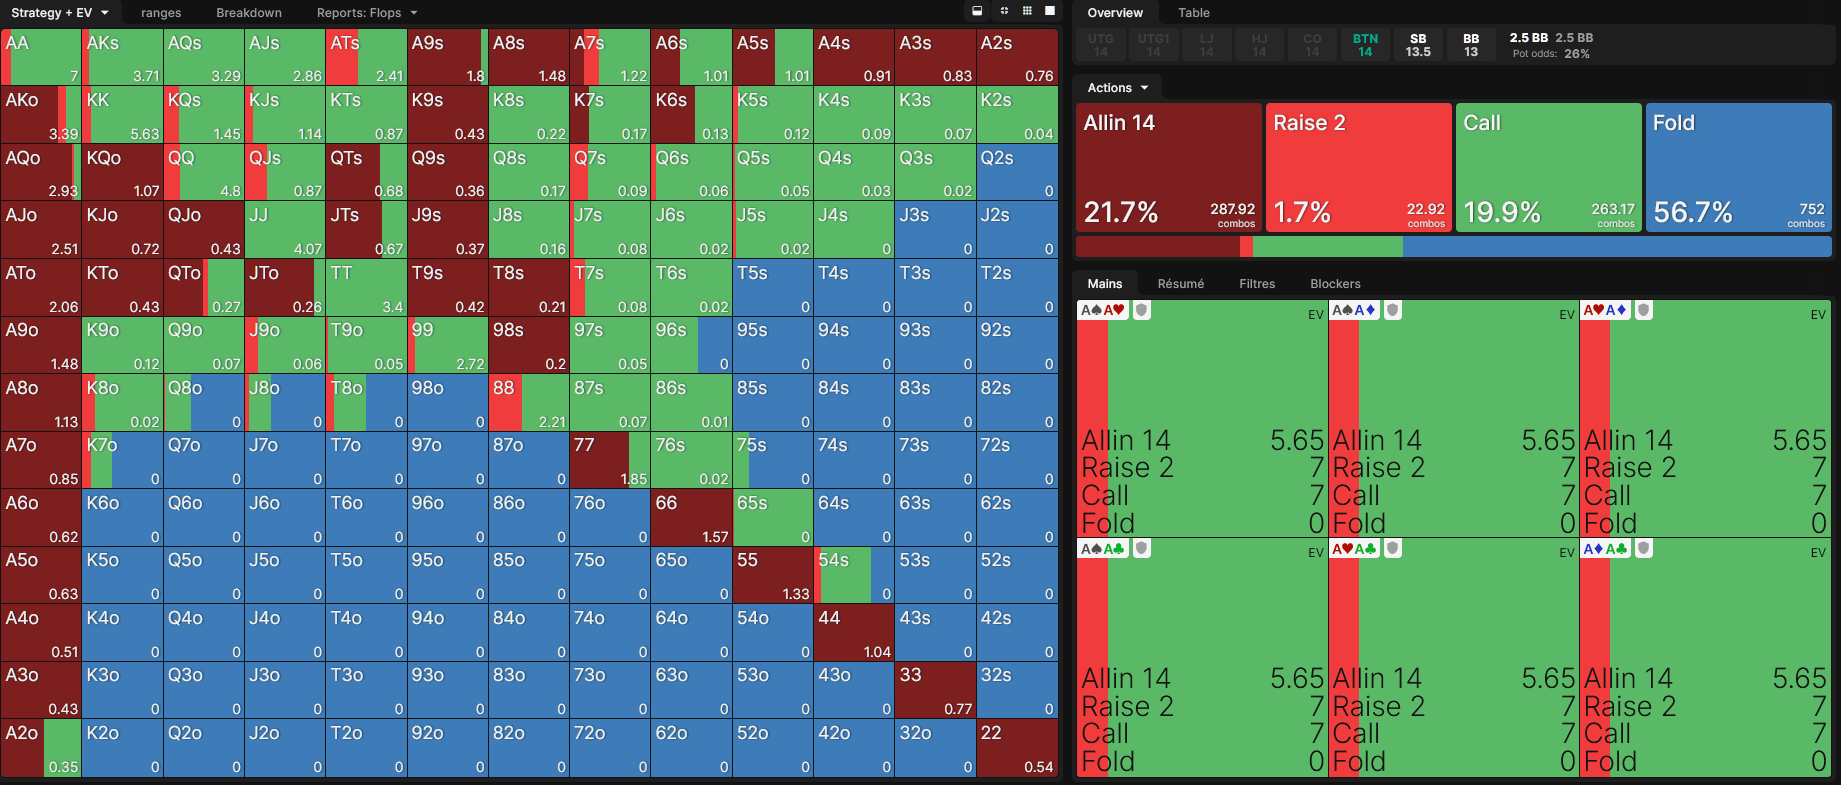 Strategy + EV ranges Breakdown Reports: Flops
AA 7 AKs 3.71 AQs 3.29 AJs 2.86 ATs 2.41 A9s 1.8 A8s 1.48 A7s 1.22 A6s 1.01 A5s 1.01 A4s 0.91 A3s 0.83 A2s 0.76
AKo 3.39 KK 5.63 KQs 1.45 KJs 1.14 KTs 0.87 K9s 0.43 K8s 0.22 K7s 0.17 K6s 0.13 K5s 0.12 K4s 0.09 K3s 0.07 K2s 0.04
AQo 2.93 KQo 1.07 QQ 4.8 QJs 0.87 QTs 0.68 Q9s 0.36 Q8s 0.17 Q7s 0.09 Q6s 0.06 Q5s 0.05 Q4s 0.03 Q3s 0.02 Q2s 0
AJo 2.51 KJo 0.72 QJo 0.43 JJ 4.07 JTs 0.67 J9s 0.37 J8s 0.16 J7s 0.08 J6s 0.02 J5s 0.02 J4s 0 J3s 0 J2s 0
ATo 2.06 KTo 0.43 QTo 0.27 JTo 0.26 TT 3.4 T9s 0.42 T8s 0.21 T7s 0.08 T6s 0.02 T5s 0 T4s 0 T3s 0 T2s 0
A9o 1.48 K9o 0.12 Q9o 0.07 J9o 0.06 T9o 0.05 99 2.72 98s 0.2 97s 0.05 96s 0 95s 0 94s 0 93s 0 92s 0
A8o 1.13 K8o 0.02 Q8o 0 J8o 0 T8o 0 98o 0 88 2.21 87s 0.07 86s 0.01 85s 0 84s 0 83s 0 82s 0
A7o 0.85 K7o 0 Q7o 0 J7o 0 T7o 0 97o 0 87o 0 77 1.85 76s 0.02 75s 0 74s 0 73s 0 72s 0
A6o 0.62 K6o 0 Q6o 0 J6o 0 T6o 0 96o 0 86o 0 76o 0 66 1.57 65s 0 64s 0 63s 0 62s 0
A5o 0.63 K5o 0 Q5o 0 J5o 0 T5o 0 95o 0 85o 0 75o 0 65o 0 55 1.33 54s 0 53s 0 52s 0
A4o 0.51 K4o 0 Q4o 0 J4o 0 T4o 0 94o 0 84o 0 74o 0 64o 0 54o 0 44 1.04 43s 0 42s 0
A3o 0.43 K3o 0 Q3o 0 J3o 0 T3o 0 93o 0 83o 0 73o 0 63o 0 53o 0 43o 0 33 0.77 32s 0
A2o 0.35 K2o 0 Q2o 0 J2o 0 T2o 0 92o 0 82o 0 72o 0 62o 0 52o 0 42o 0 32o 0 22 0.54
Overview Table
UTG UTG1 LJ HJ CO BTN SB BB 2.5 BB 2.5 BB
14 14 14 14 14 14 13.5 13 Pot odds: 26%
Actions
Allin 14 Raise 2 Call Fold
21.7% 287.92 combos 1.7% 22.92 combos 19.9% 263.17 combos 56.7% 752 combos
Mains Résumé Filtres Blockers
A♠A♥ EV A♠A♦ EV A♥A♦ EV
Allin 14 5.65 Allin 14 5.65 Allin 14 5.65
Raise 2 7 Raise 2 7 Raise 2 7
Call 7 Call 7 Call 7
Fold 0 Fold 0 Fold 0
A♠A♣ EV A♥A♣ EV A♦A♣ EV
Allin 14 5.65 Allin 14 5.65 Allin 14 5.65
Raise 2 7 Raise 2 7 Raise 2 7
Call 7 Call 7 Call 7
Fold 0 Fold 0 Fold 0